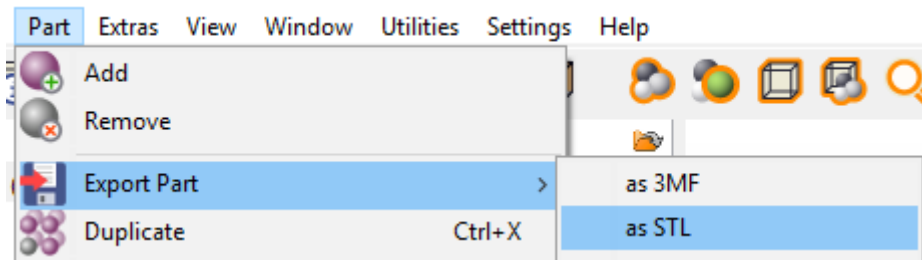 Part Extras View Window Utilities Settings Help
Add
Remove
Export Part >
as 3MF
Duplicate Ctrl+X
as STL